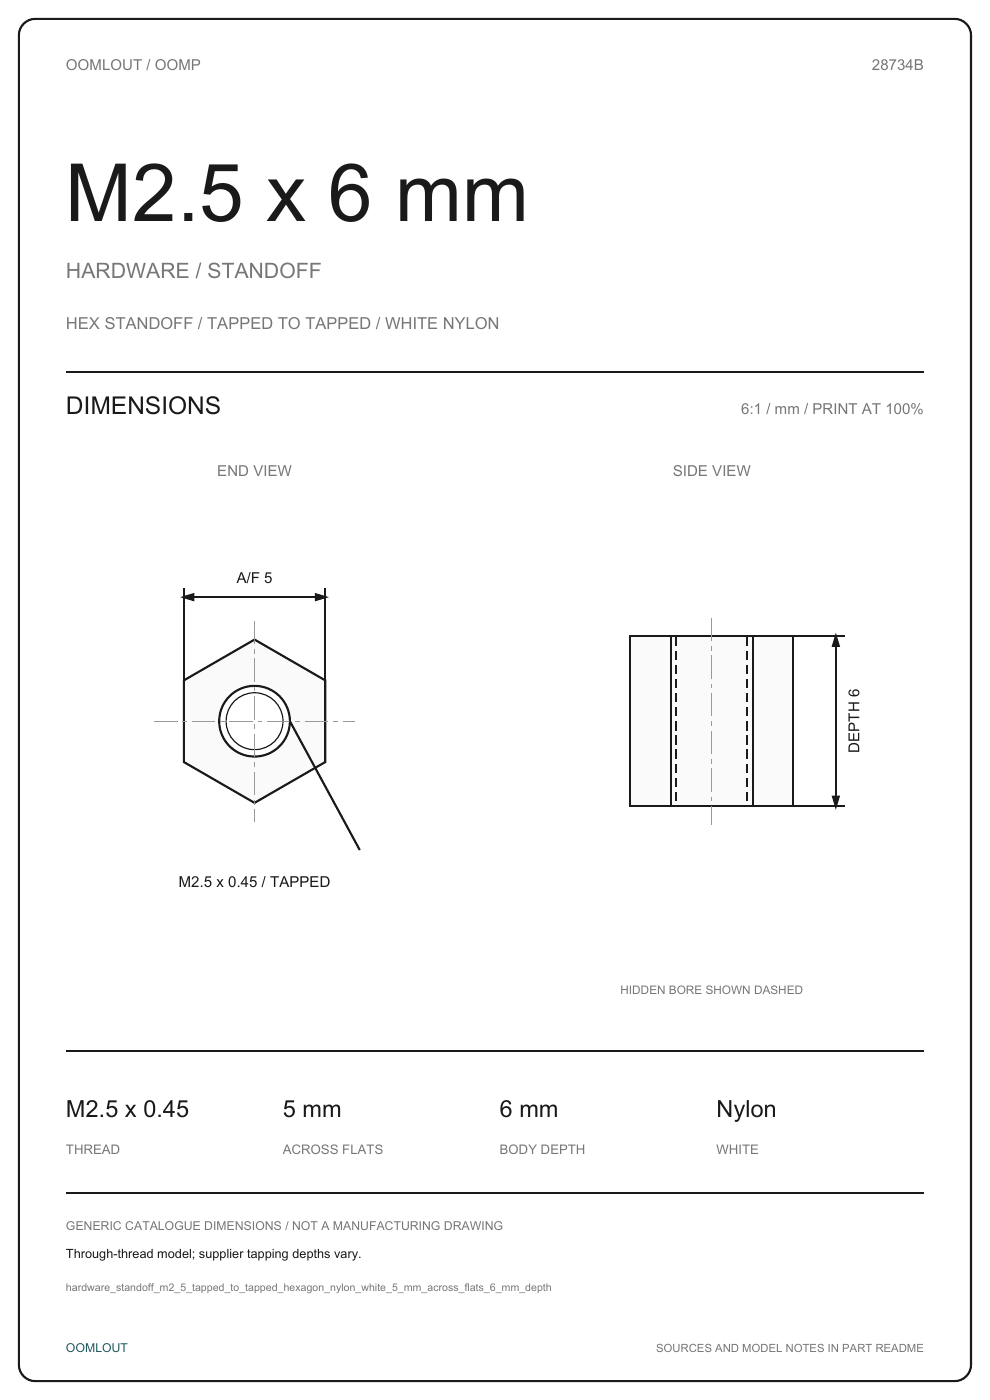 OOMLOUT / OOMP
28734B
M2.5 x 6 mm
HARDWARE / STANDOFF
HEX STANDOFF / TAPPED TO TAPPED / WHITE NYLON
DIMENSIONS
6:1 / mm / PRINT AT 100%
END VIEW
SIDE VIEW
A/F 5
DEPTH 6
M2.5 x 0.45 / TAPPED
HIDDEN BORE SHOWN DASHED
M2.5 x 0.45
5 mm
6 mm
Nylon
THREAD
ACROSS FLATS
BODY DEPTH
WHITE
GENERIC CATALOGUE DIMENSIONS / NOT A MANUFACTURING DRAWING
Through-thread model; supplier tapping depths vary.
hardware_standoff_m2_5_tapped_to_tapped_hexagon_nylon_white_5_mm_across_flats_6_mm_depth
OOMLOUT
SOURCES AND MODEL NOTES IN PART README